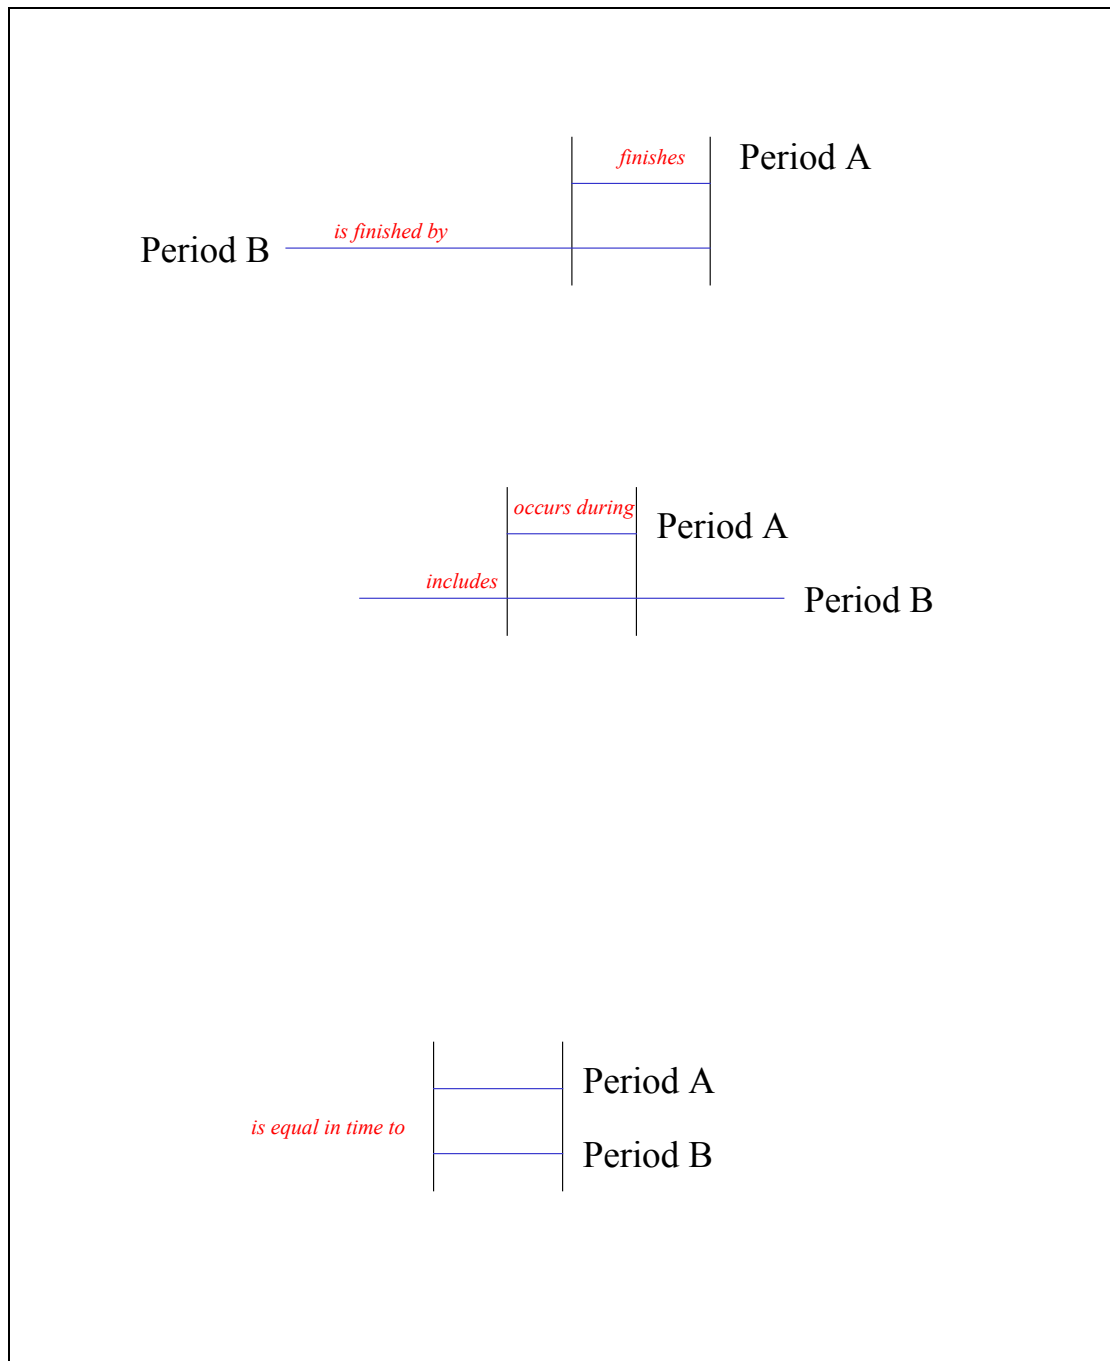 finishes
Period A
is finished by
Period B
occurs during
Period A
includes
Period B
Period A
is equal in time to
Period B